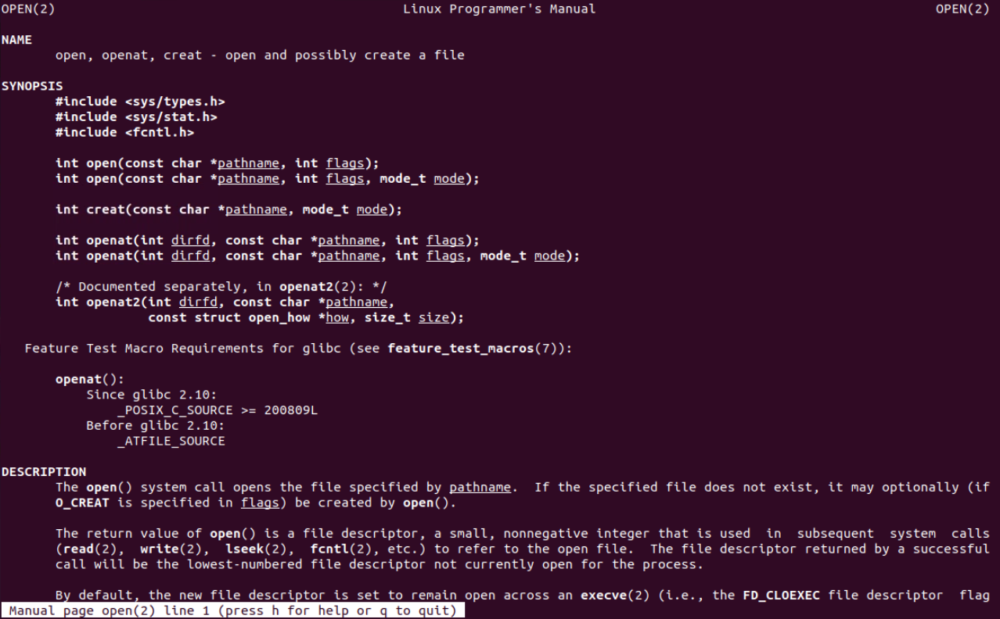 OPEN(2) Linux Programmer's Manual OPEN(2)
NAME
open, openat, creat - open and possibly create a file
SYNOPSIS
#include <sys/types.h>
#include <sys/stat.h>
#include <fcntl.h>
int open(const char *pathname, int flags);
int open(const char *pathname, int flags, mode_t mode);
int creat(const char *pathname, mode_t mode);
int openat(int dirfd, const char *pathname, int flags);
int openat(int dirfd, const char *pathname, int flags, mode_t mode);
/* Documented separately, in openat2(2): */
int openat2(int dirfd, const char *pathname,
const struct open_how *how, size_t size);
Feature Test Macro Requirements for glibc (see feature_test_macros(7)):
openat():
Since glibc 2.10:
_POSIX_C_SOURCE >= 200809L
Before glibc 2.10:
_ATFILE_SOURCE
DESCRIPTION
The open() system call opens the file specified by pathname.  If the specified file does not exist, it may optionally (if
O_CREAT is specified in flags) be created by open().
The return value of open() is a file descriptor, a small, nonnegative integer that is used  in  subsequent  system  calls
(read(2),  write(2),  lseek(2),  fcntl(2), etc.) to refer to the open file.  The file descriptor returned by a successful
call will be the lowest-numbered file descriptor not currently open for the process.
By default, the new file descriptor is set to remain open across an execve(2) (i.e., the FD_CLOEXEC file descriptor  flag
Manual page open(2) line 1 (press h for help or q to quit)